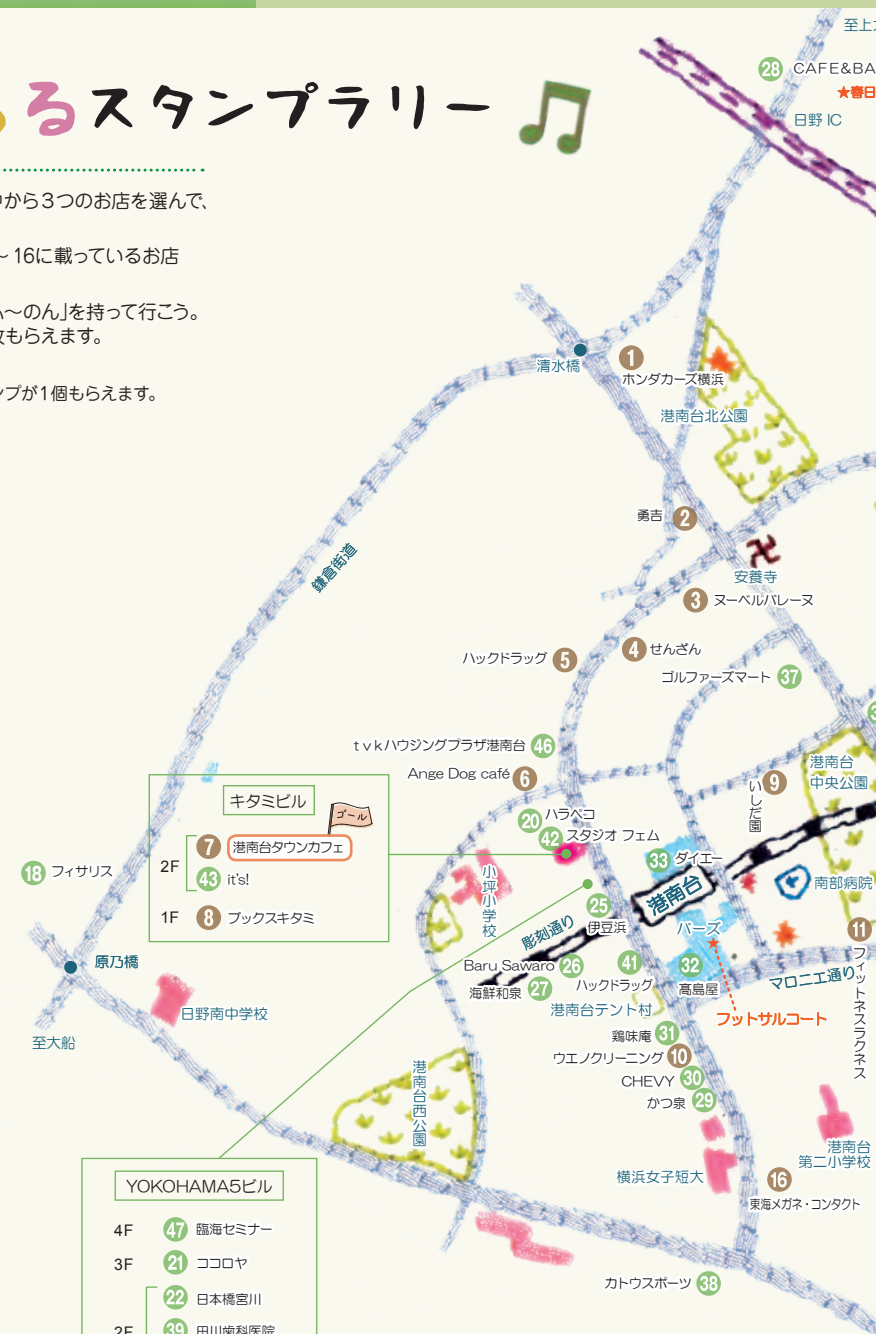 るスタンプラリー
中から3つのお店を選んで、
～16に載っているお店
ふ～のん」を持って行こう。
枚もらえます。
ンプが1個もらえます。
至上大
28 CAFE&BA
★春日
日野 IC
清水橋
1
ホンダカーズ横浜
港南台北公園
勇吉 2
鎌倉街道
安養寺
3 ヌーベルバレーヌ
4 せんざん
ハックドラッグ 5
ゴルファーズマート 37
tvkハウジングプラザ港南台 46
Ange Dog café 6
港南台
中央公園
9
いしだ園
キタミビル
ゴール
2F
7 港南台タウンカフェ
43 it's!
1F 8 ブックスキタミ
20 ハラペコ
42 スタジオ フェム
33 ダイエー
18 フィサリス
小坪小学校
港南台
南部病院
25
伊豆浜
彫刻通り
バーズ
11
フィットネスラクネス
原乃橋
Baru Sawaro 26
海鮮和泉 27
41
ハックドラッグ
32
髙島屋
マロニエ通り
日野南中学校
港南台テント村
フットサルコート
至大船
鶏味庵 31
ウエノクリーニング 10
CHEVY 30
かつ泉 29
港南台西公園
港南台
第二小学校
横浜女子短大
16
東海メガネ・コンタクト
YOKOHAMA5ビル
4F 47 臨海セミナー
3F 21 ココロヤ
22 日本橋宮川
2F 39 田川歯科医院
カトウスポーツ 38